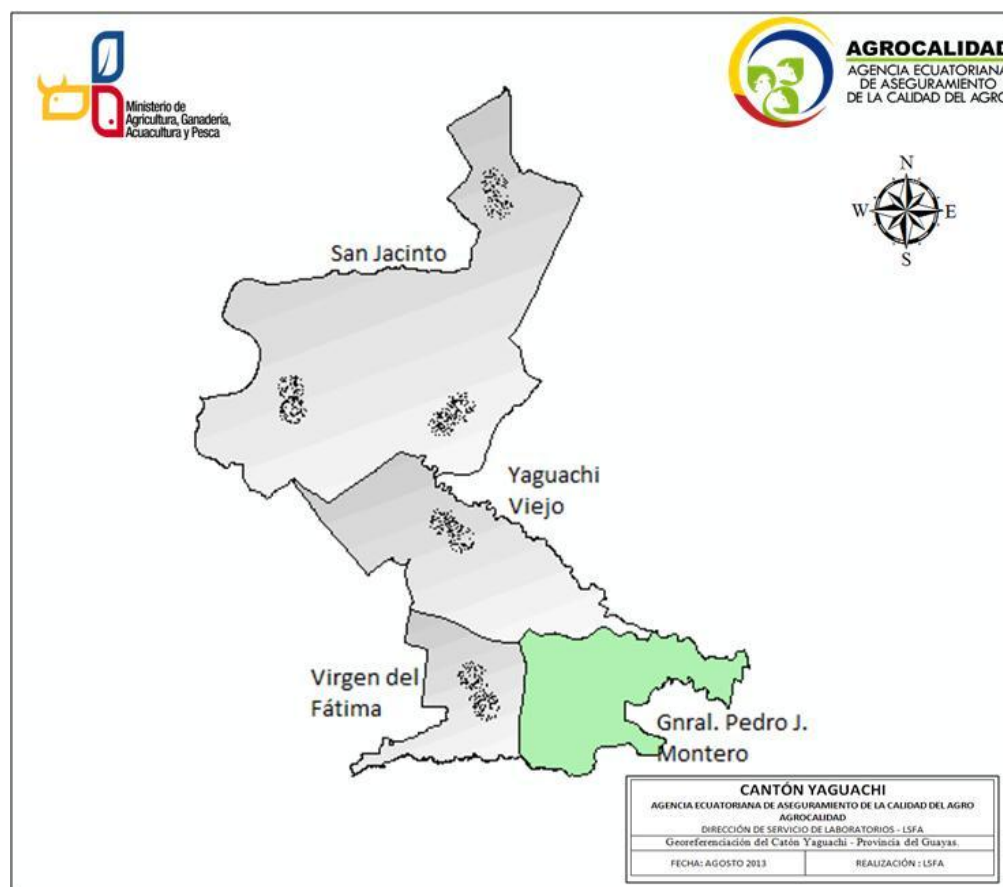 Ministerio de
Agricultura, Ganadería,
Acuacultura y Pesca
AGROCALIDAD
AGENCIA ECUATORIANA
DE ASEGURAMIENTO
DE LA CALIDAD DEL AGRO
N
W
E
S
San Jacinto
Yaguachi
Viejo
Virgen del
Fátima
Gnral. Pedro J.
Montero
CANTÓN YAGUACHI
AGENCIA ECUATORIANA DE ASEGURAMIENTO DE LA CALIDAD DEL AGRO
AGROCALIDAD
DIRECCIÓN DE SERVICIO DE LABORATORIOS - LSFA
Georeferenciación del Catón Yaguachi - Provincia del Guayas.
FECHA: AGOSTO 2013
REALIZACIÓN : LSFA